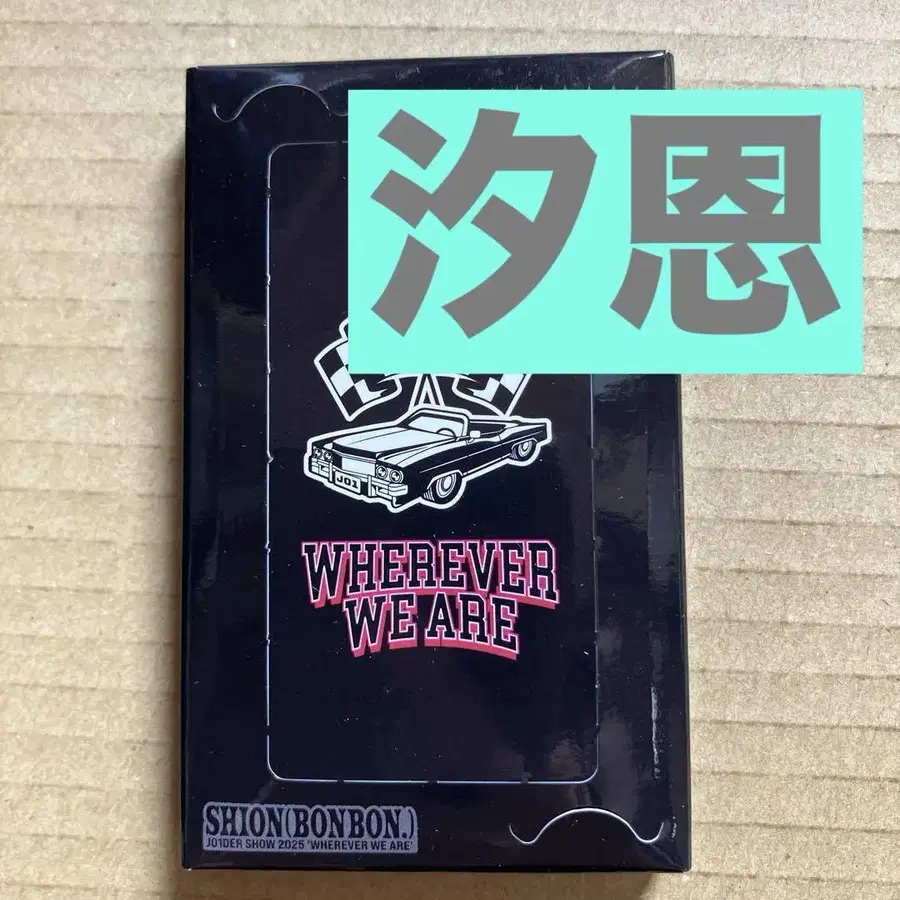 汐恩
JO1
WHEREVER
WE ARE
SHION(BONBON.)
JO1DER SHOW 2025 'WHEREVER WE ARE'